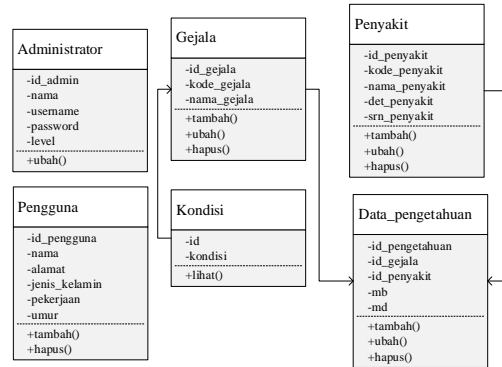 Administrator
-id_admin
-nama
-username
-password
-level
+ubah()
Gejala
-id_gejala
-kode_gejala
-nama_gejala
+tambah()
+ubah()
+hapus()
Penyakit
-id_penyakit
-kode_penyakit
-nama_penyakit
-det_penyakit
-srn_penyakit
+tambah()
+ubah()
+hapus()
Pengguna
-id_pengguna
-nama
-alamat
-jenis_kelamin
-pekerjaan
-umur
+tambah()
+hapus()
Kondisi
-id
-kondisi
+lihat()
Data_pengetahuan
-id_pengetahuan
-id_gejala
-id_penyakit
-mb
-md
+tambah()
+ubah()
+hapus()